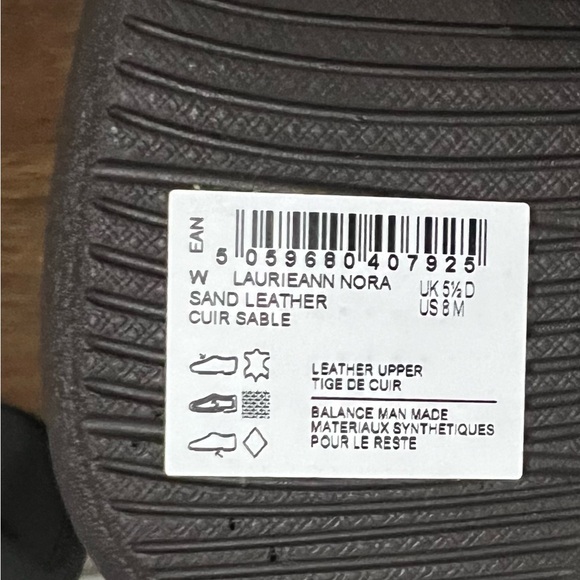 EAN
5 059680 407925
W LAURIEANN NORA UK 5½ D
SAND LEATHER US 8 M
CUIR SABLE
LEATHER UPPER
TIGE DE CUIR
BALANCE MAN MADE
MATERIAUX SYNTHETIQUES
POUR LE RESTE